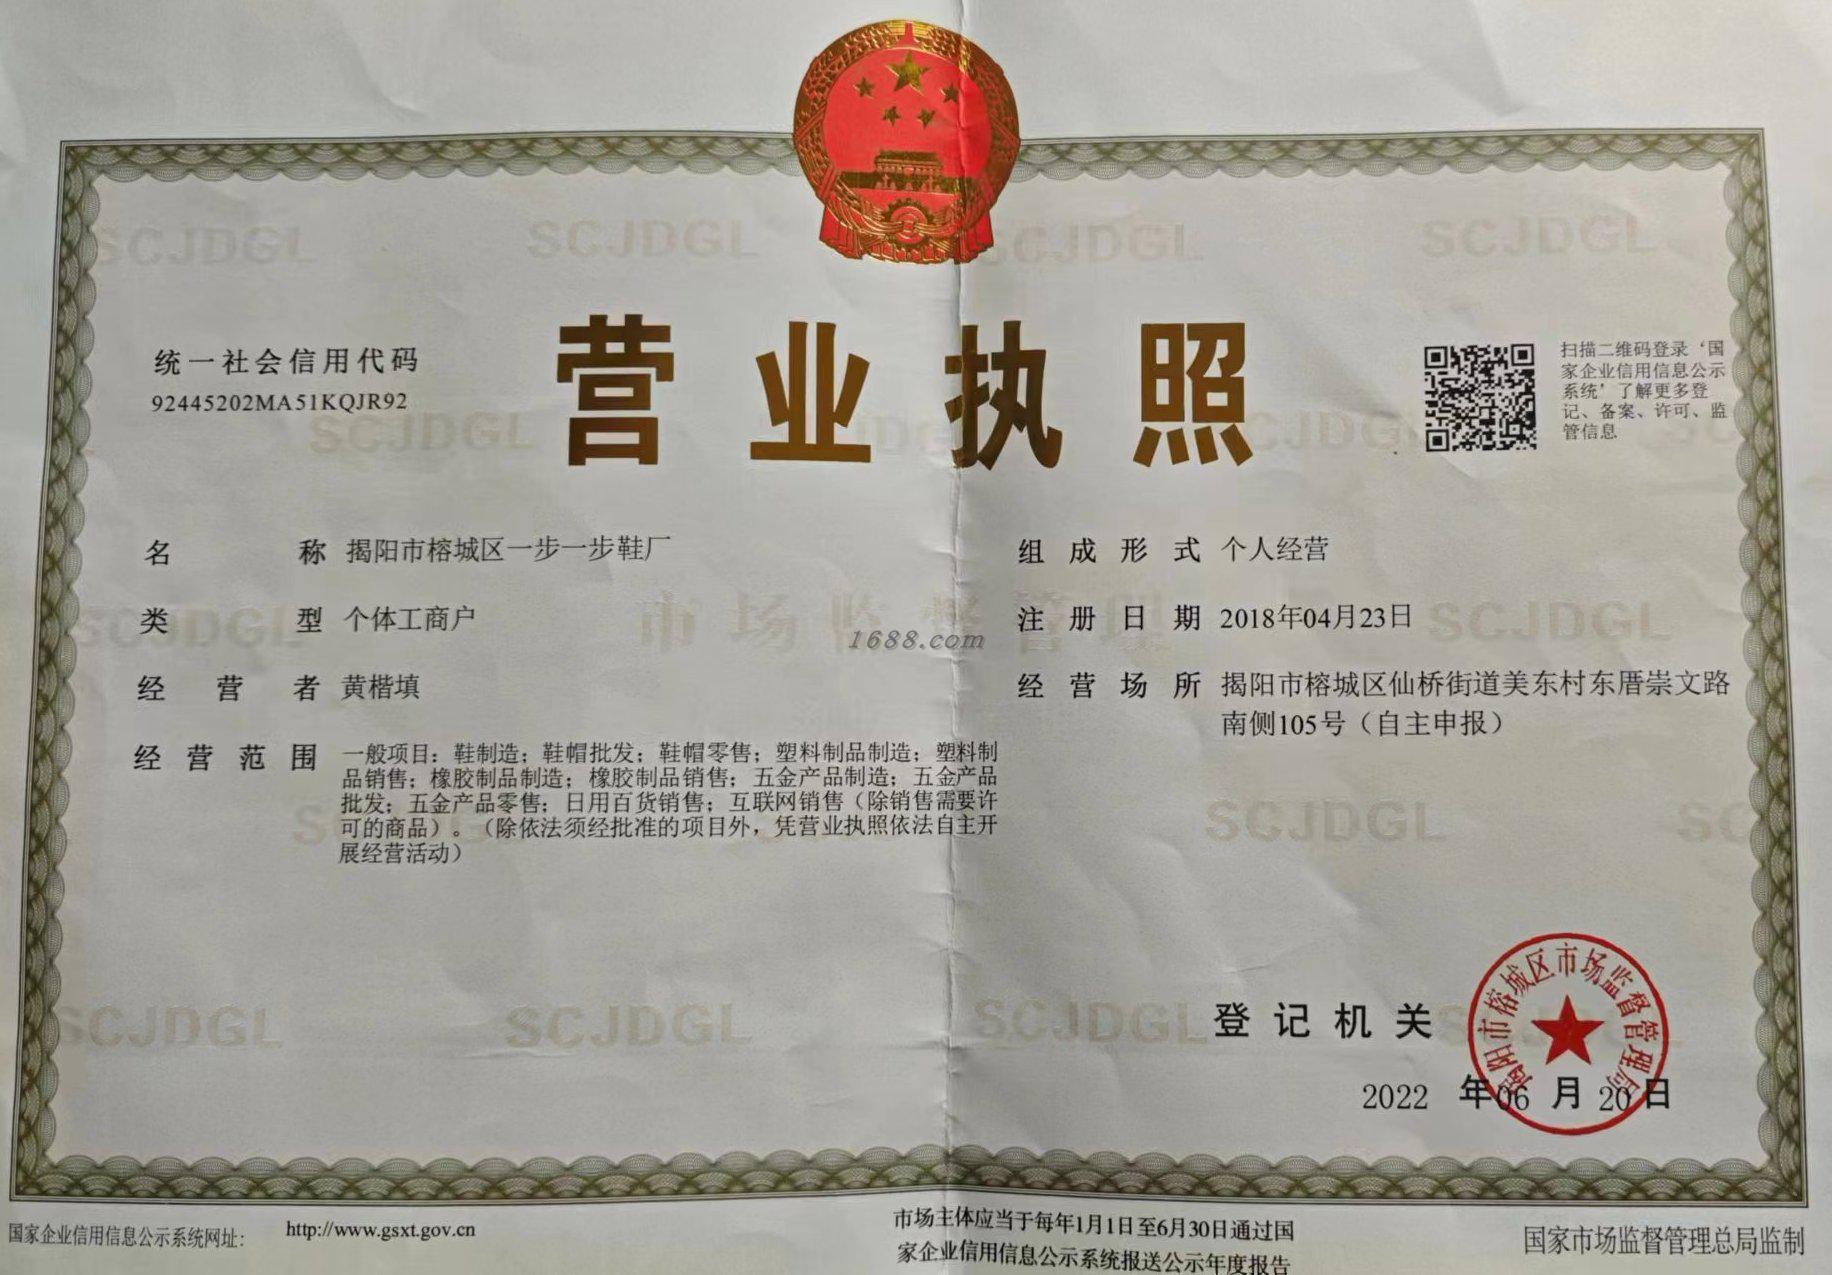 营业执照
统一社会信用代码
92445202MA51KQJR92
扫描二维码登录‘国
家企业信用信息公示
系统’了解更多登
记、备案、许可、监
管信息
名称 揭阳市榕城区一步一步鞋厂
类型 个体工商户
经营者 黄楷填
经营范围 一般项目：鞋制造；鞋帽批发；鞋帽零售；塑料制品制造；塑料制
品销售；橡胶制品制造；橡胶制品销售；五金产品制造；五金产品
批发；五金产品零售；日用百货销售；互联网销售（除销售需要许
可的商品）。（除依法须经批准的项目外，凭营业执照依法自主开
展经营活动）
组成形式 个人经营
注册日期 2018年04月23日
经营场所 揭阳市榕城区仙桥街道美东村东厝崇文路
南侧105号（自主申报）
SCJDGL
市场监督管理
1688.com
登记机关
揭阳市榕城区市场监督管理局
2022 年06 月 20 日
国家企业信用信息公示系统网址：
http://www.gsxt.gov.cn
市场主体应当于每年1月1日至6月30日通过国
家企业信用信息公示系统报送公示年度报告
国家市场监督管理总局监制